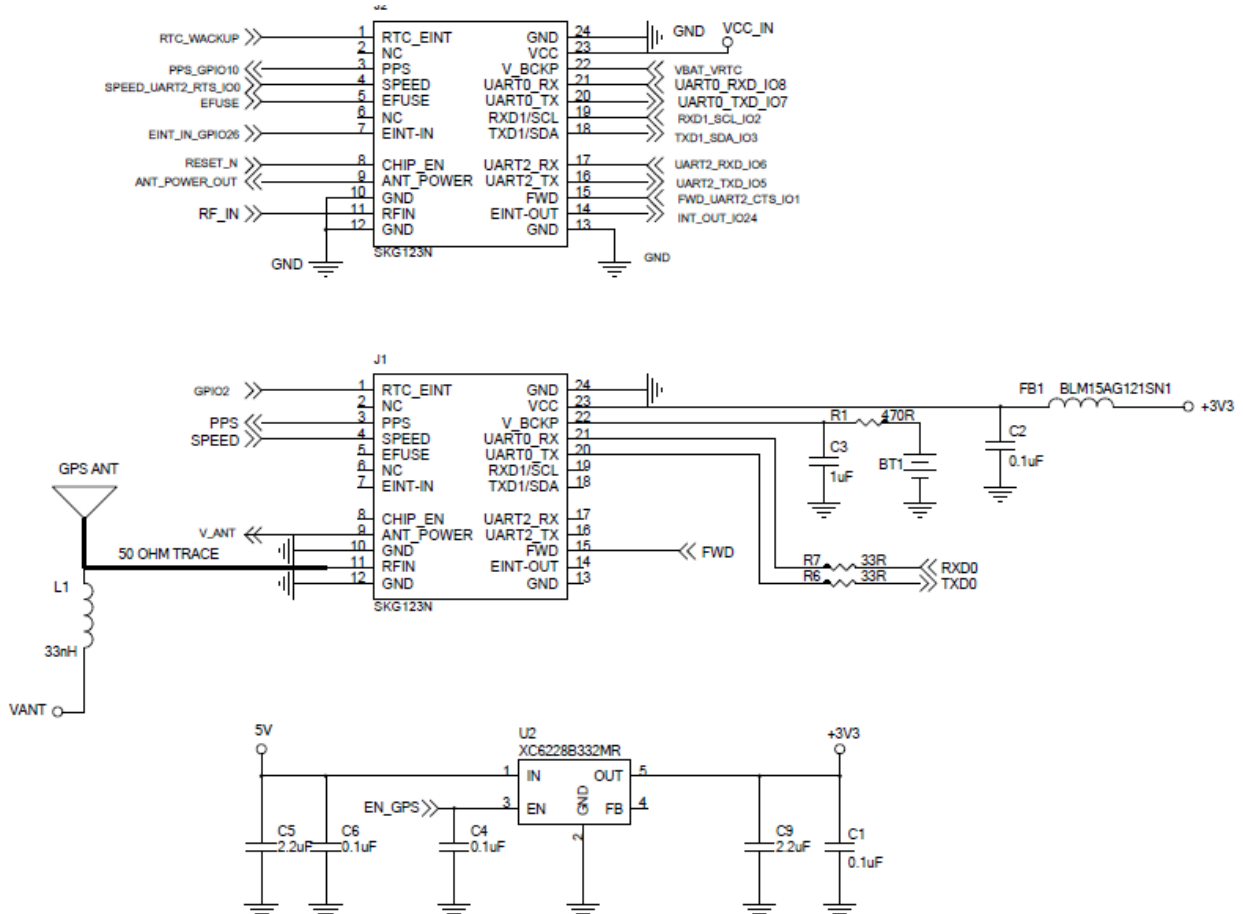 J2
RTC_WACKUP 1 RTC_EINT GND 24 GND VCC_IN
2 NC VCC 23
PPS_GPIO10 3 PPS V_BCKP 22 VBAT_VRTC
SPEED_UART2_RTS_IO0 4 SPEED UART0_RX 21 UART0_RXD_IO8
EFUSE 5 EFUSE UART0_TX 20 UART0_TXD_IO7
6 NC RXD1/SCL 19 RXD1_SCL_IO2
EINT_IN_GPIO26 7 EINT-IN TXD1/SDA 18 TXD1_SDA_IO3
RESET_N 8 CHIP_EN UART2_RX 17 UART2_RXD_IO6
ANT_POWER_OUT 9 ANT_POWER UART2_TX 16 UART2_TXD_IO5
10 GND FWD 15 FWD_UART2_CTS_IO1
RF_IN 11 RFIN EINT-OUT 14 INT_OUT_IO24
12 GND GND 13
SKG123N
GND GND
J1
GPIO2 1 RTC_EINT GND 24 FB1 BLM15AG121SN1
2 NC VCC 23 +3V3
PPS 3 PPS V_BCKP 22 R1 470R
SPEED 4 SPEED UART0_RX 21 C2
5 EFUSE UART0_TX 20 C3 0.1uF
GPS ANT 6 NC RXD1/SCL 19 BT1
7 EINT-IN TXD1/SDA 18 1uF
8 CHIP_EN UART2_RX 17
V_ANT 9 ANT_POWER UART2_TX 16
50 OHM TRACE 10 GND FWD 15 FWD
11 RFIN EINT-OUT 14 R7 33R RXD0
12 GND GND 13 R6 33R TXD0
L1
SKG123N
33nH
VANT
5V U2 +3V3
XC6228B332MR
1 IN OUT 5
EN_GPS 3 EN GND FB 4
2
C5 C6 C4 C9 C1
2.2uF 0.1uF 0.1uF 2.2uF 0.1uF